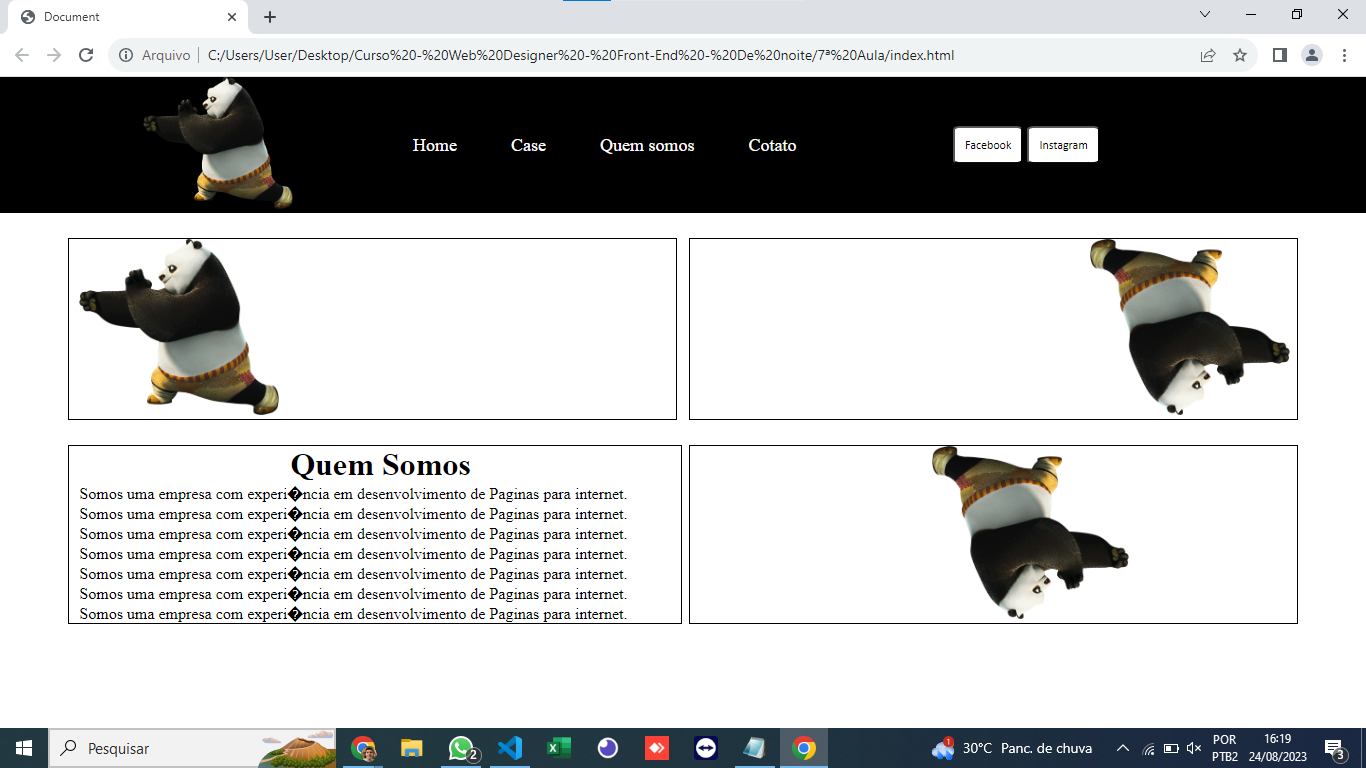 Document
Arquivo | C:/Users/User/Desktop/Curso%20-%20Web%20Designer%20-%20Front-End%20-%20De%20noite/7ª%20Aula/index.html
Home Case Quem somos Cotato Facebook Instagram
Quem Somos
Somos uma empresa com experi�ncia em desenvolvimento de Paginas para internet.
Somos uma empresa com experi�ncia em desenvolvimento de Paginas para internet.
Somos uma empresa com experi�ncia em desenvolvimento de Paginas para internet.
Somos uma empresa com experi�ncia em desenvolvimento de Paginas para internet.
Somos uma empresa com experi�ncia em desenvolvimento de Paginas para internet.
Somos uma empresa com experi�ncia em desenvolvimento de Paginas para internet.
Somos uma empresa com experi�ncia em desenvolvimento de Paginas para internet.
Pesquisar 2 1 30°C Panc. de chuva POR 16:19
PTB2 24/08/2023 3